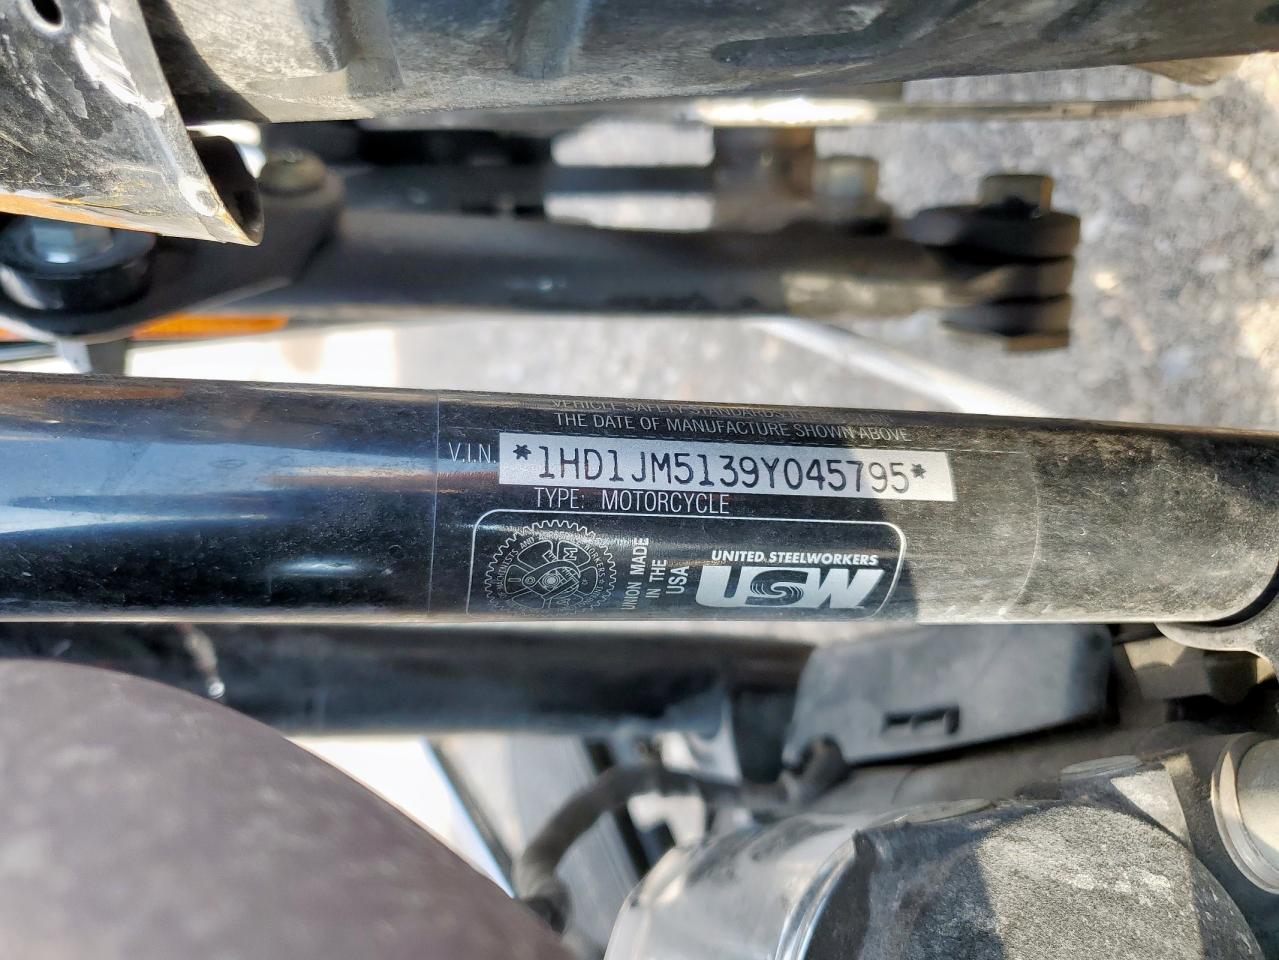 THE DATE OF MANUFACTURE SHOWN ABOVE
V.I.N. *1HD1JM5139Y045795*
TYPE: MOTORCYCLE
UNION MADE
IN THE
USA
UNITED STEELWORKERS
USW